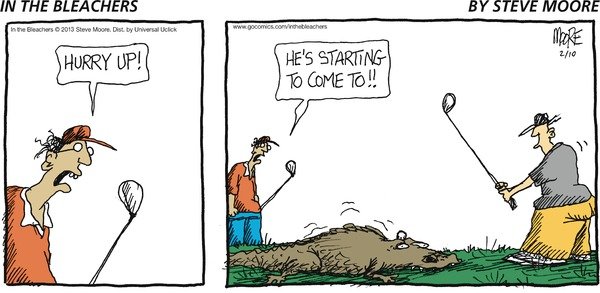 IN THE BLEACHERS
BY STEVE MOORE
In the Bleachers © 2013 Steve Moore. Dist. by Universal Uclick
HURRY UP!
www.gocomics.com/inthebleachers
HE'S STARTING
TO COME TO!!
MOORE
2/10